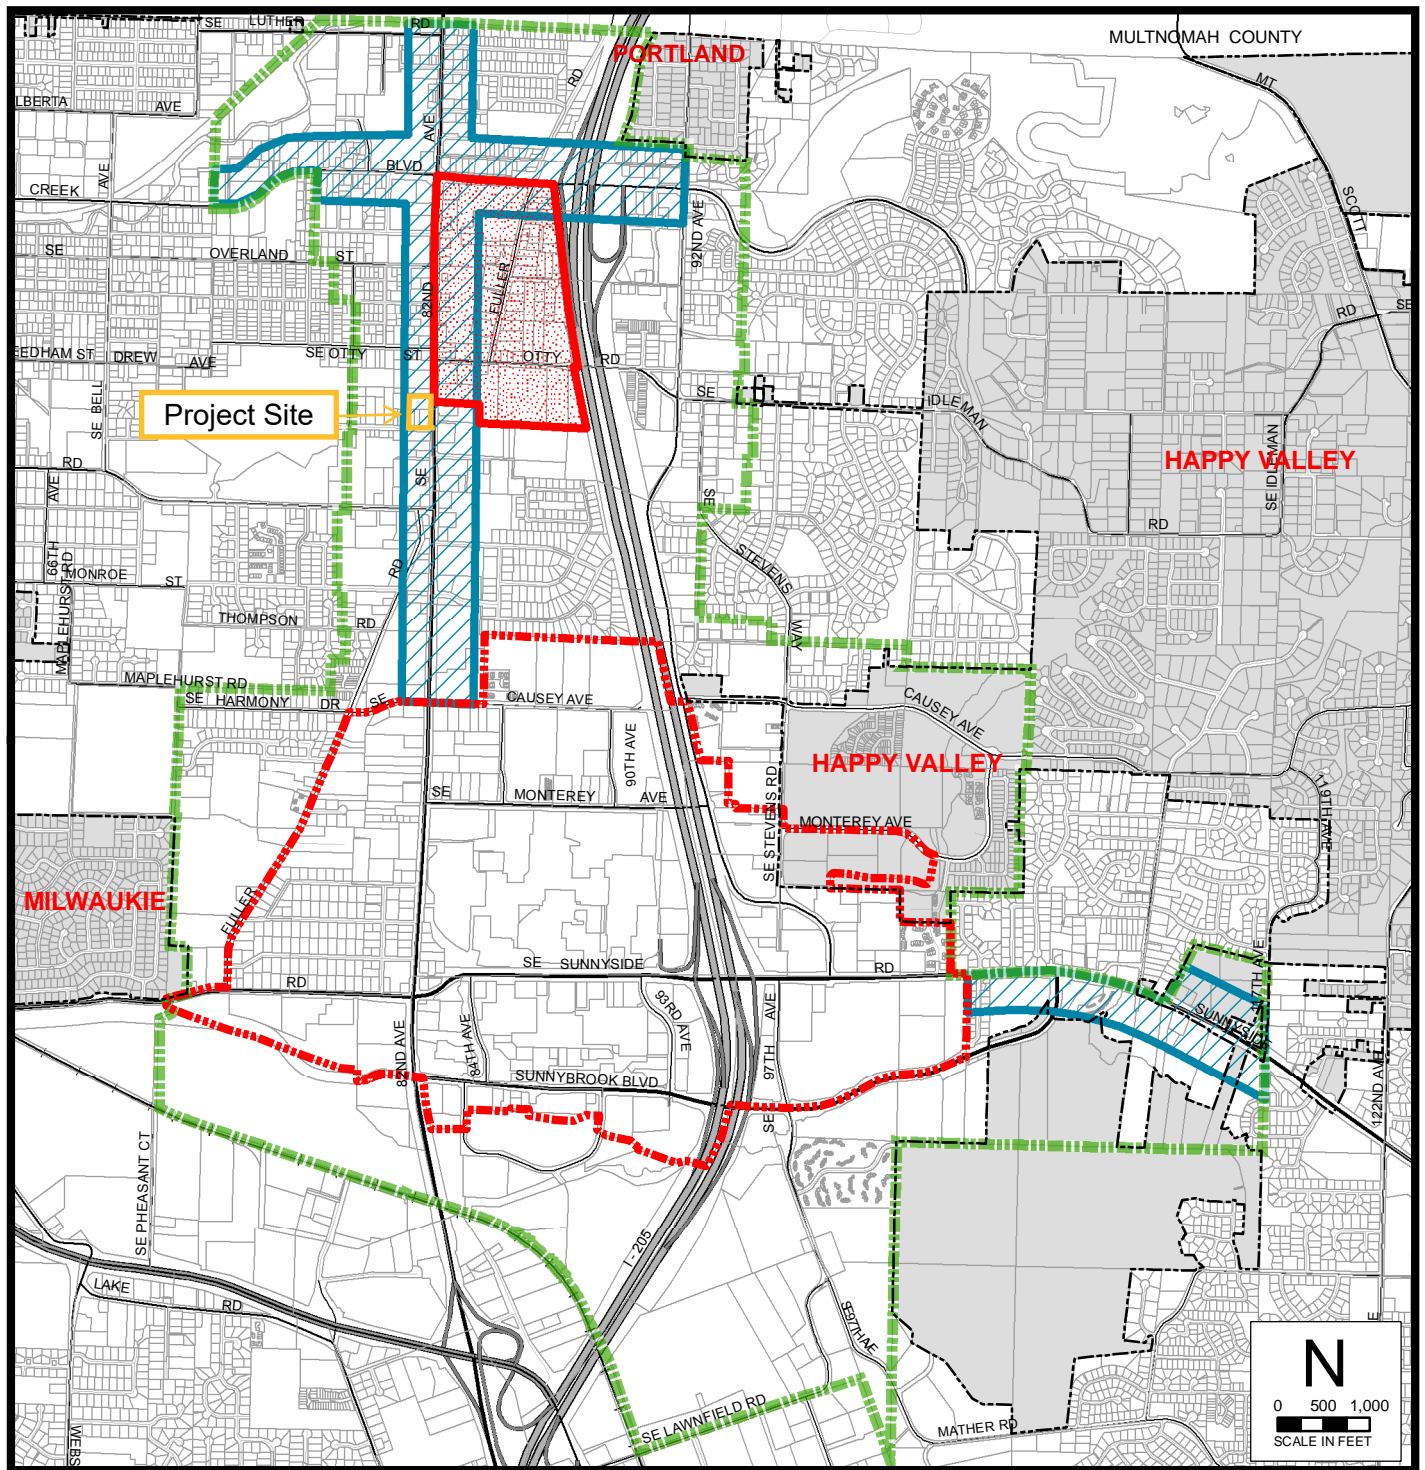 SE LUTHER RD
PORTLAND
MULTNOMAH COUNTY
RD
MT
LBERTA AVE
AVE
BLVD
CREEK
AVE
SCOTT
92ND AVE
SE OVERLAND ST
FULLER
82ND
RD
SE
EEDHAM ST DREW AVE
SE OTTY ST
OTTY RD
SE
IDLEMAN
SE BELL
Project Site
HAPPY VALLEY
SE IDLEMAN
RD
AVE
SE
SE
RD
STEVENS
66TH
MONROE ST
RD
MAPLEHURST RD
THOMPSON RD
WAY
MAPLEHURST RD
SE HARMONY DR
SE
CAUSEY AVE
CAUSEY AVE
90TH AVE
HAPPY VALLEY
SE STEVENS RD
119TH AVE
SE MONTEREY AVE
MONTEREY AVE
MILWAUKIE
FULLER
SE SUNNYSIDE RD
RD
93RD AVE
97TH AVE
SE
84TH AVE
82ND AVE
SUNNYBROOK BLVD
122ND AVE
SE PHEASANT CT
I - 205
LAKE RD
SE 97TH AVE
E
SE LAWNFIELD RD
MATHER RD
WEBS
N
0 500 1,000
SCALE IN FEET